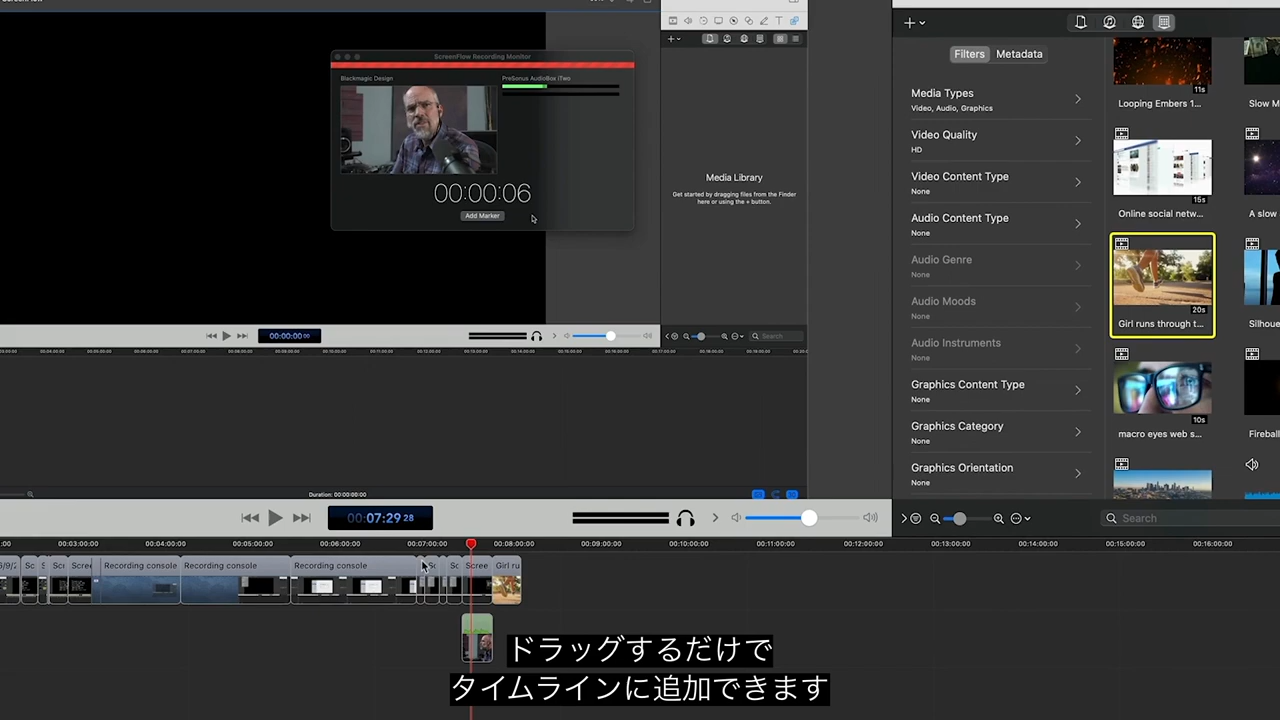 ScreenFlow Recording Monitor
Blackmagic Design
PreSonus AudioBox iTwo
00:00:06
Add Marker
Media Library
Get started by dragging files from the Finder
here or using the + button.
00:00:00 00
Search
Duration: 00:00:00:00
Filters
Metadata
Media Types
Video, Audio, Graphics
Video Quality
HD
Video Content Type
None
Audio Content Type
None
Audio Genre
None
Audio Moods
None
Audio Instruments
None
Graphics Content Type
None
Graphics Category
None
Graphics Orientation
None
11s
Looping Embers 1...
Slow M
15s
Online social netw...
A slow
20s
Girl runs through t...
Silhoue
10s
macro eyes web s...
Fireball
00:07:29 28
Search
00:03:00:00 00:04:00:00 00:05:00:00 00:06:00:00 00:07:00:00 00:08:00:00 00:09:00:00 00:10:00:00 00:11:00:00 00:12:00:00 00:13:00:00 00:14:00:00 00:15:00:00 00:16:00:00
Sc Scr Scree Recording console Recording console Recording console Sc Sc Scree Girl ru
ドラッグするだけで
タイムラインに追加できます